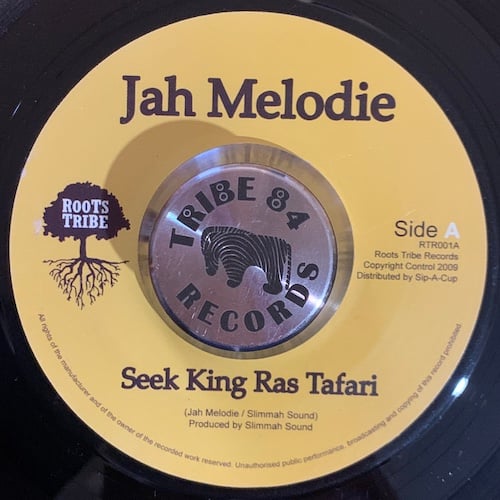 Jah Melodie
ROOTS
TRIBE
TRIBE 84
RECORDS
Side A
RTR001A
Roots Tribe Records
Copyright Control 2009
Distributed by Sip-A-Cup
Seek King Ras Tafari
(Jah Melodie / Slimmah Sound)
Produced by Slimmah Sound
All rights of the manufacturer and of the owner of the recorded work reserved. Unauthorised public performance, broadcasting and copying of this record prohibited.